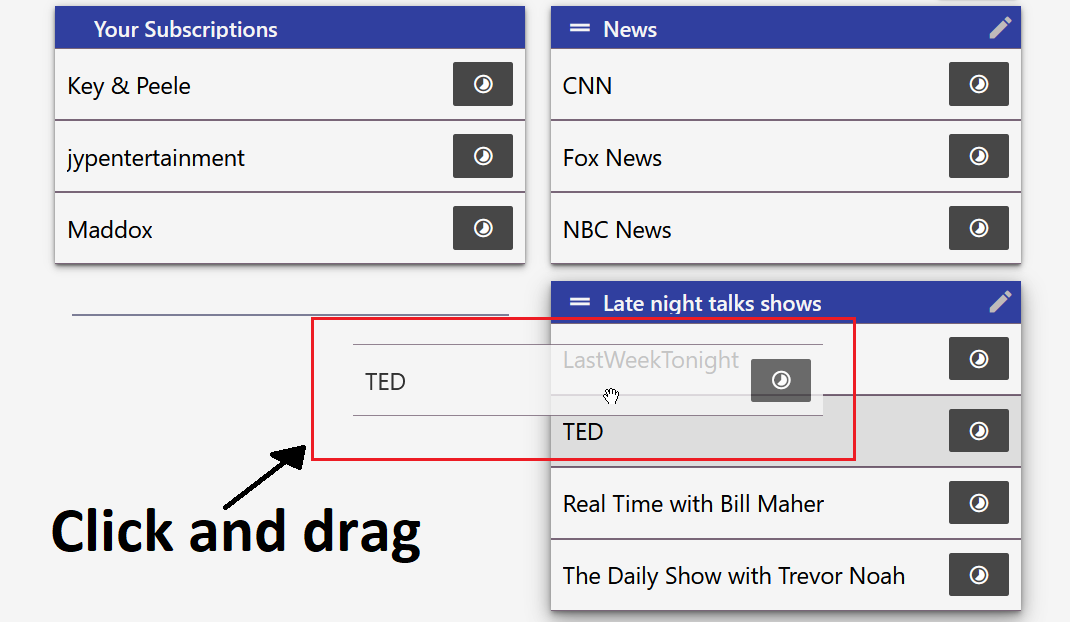 Your Subscriptions
Key & Peele
jypentertainment
Maddox
News
CNN
Fox News
NBC News
Late night talks shows
LastWeekTonight
TED
TED
Real Time with Bill Maher
The Daily Show with Trevor Noah
Click and drag